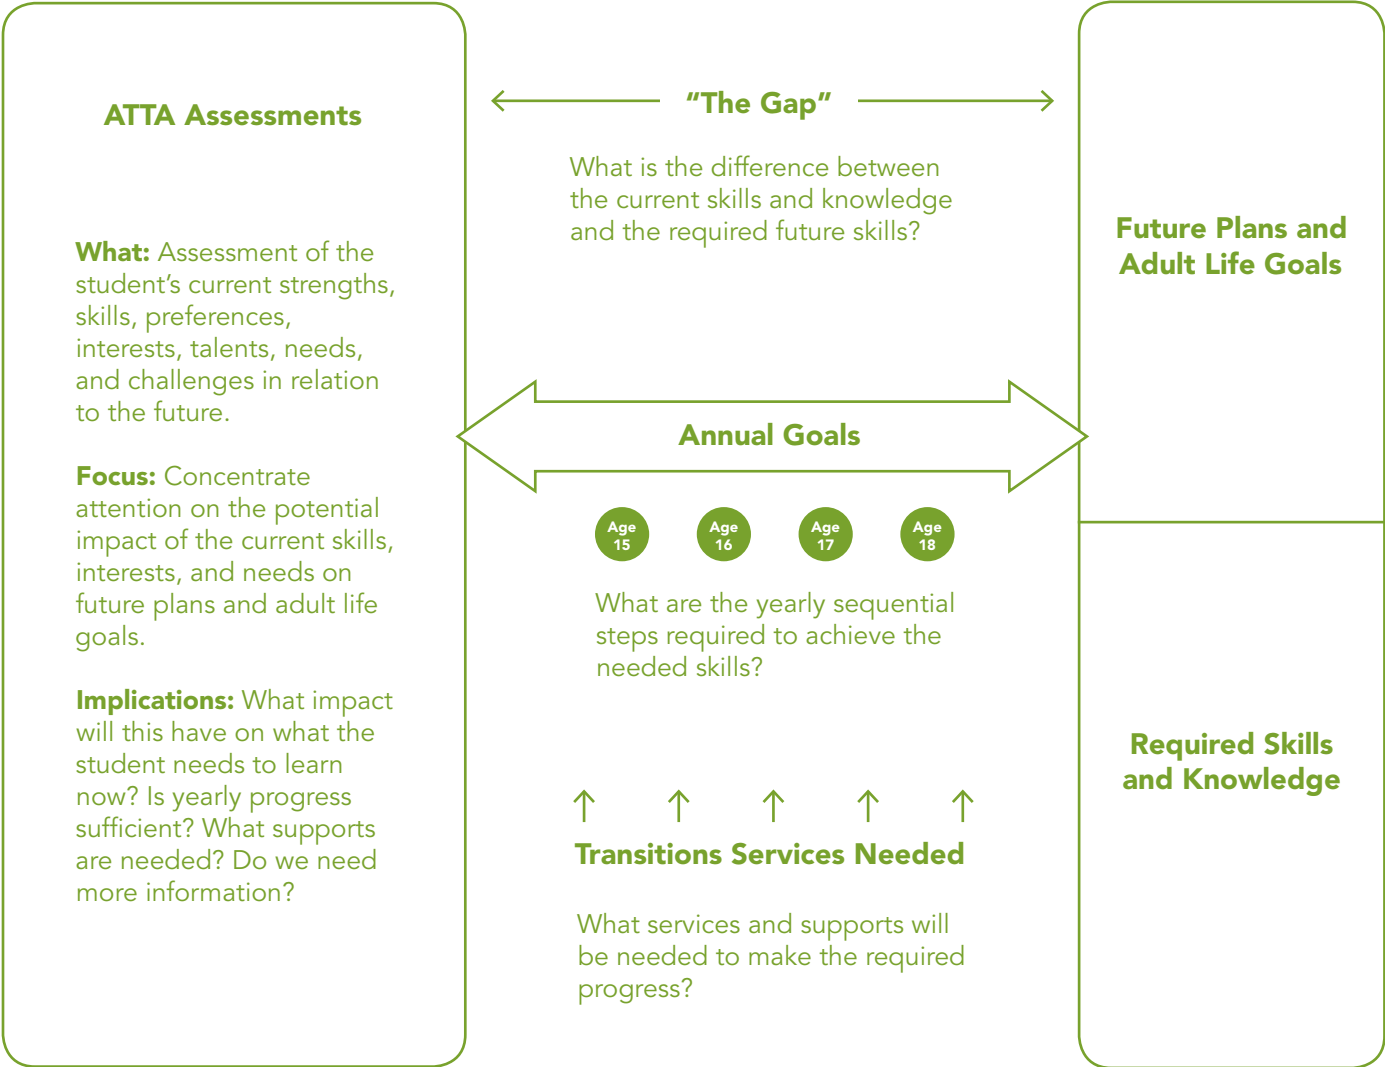 ATTA Assessments
What: Assessment of the
student’s current strengths,
skills, preferences,
interests, talents, needs,
and challenges in relation
to the future.
Focus: Concentrate
attention on the potential
impact of the current skills,
interests, and needs on
future plans and adult life
goals.
Implications: What impact
will this have on what the
student needs to learn
now? Is yearly progress
sufficient? What supports
are needed? Do we need
more information?
“The Gap”
What is the difference between
the current skills and knowledge
and the required future skills?
Annual Goals
Age
15
Age
16
Age
17
Age
18
What are the yearly sequential
steps required to achieve the
needed skills?
Transitions Services Needed
What services and supports will
be needed to make the required
progress?
Future Plans and
Adult Life Goals
Required Skills
and Knowledge